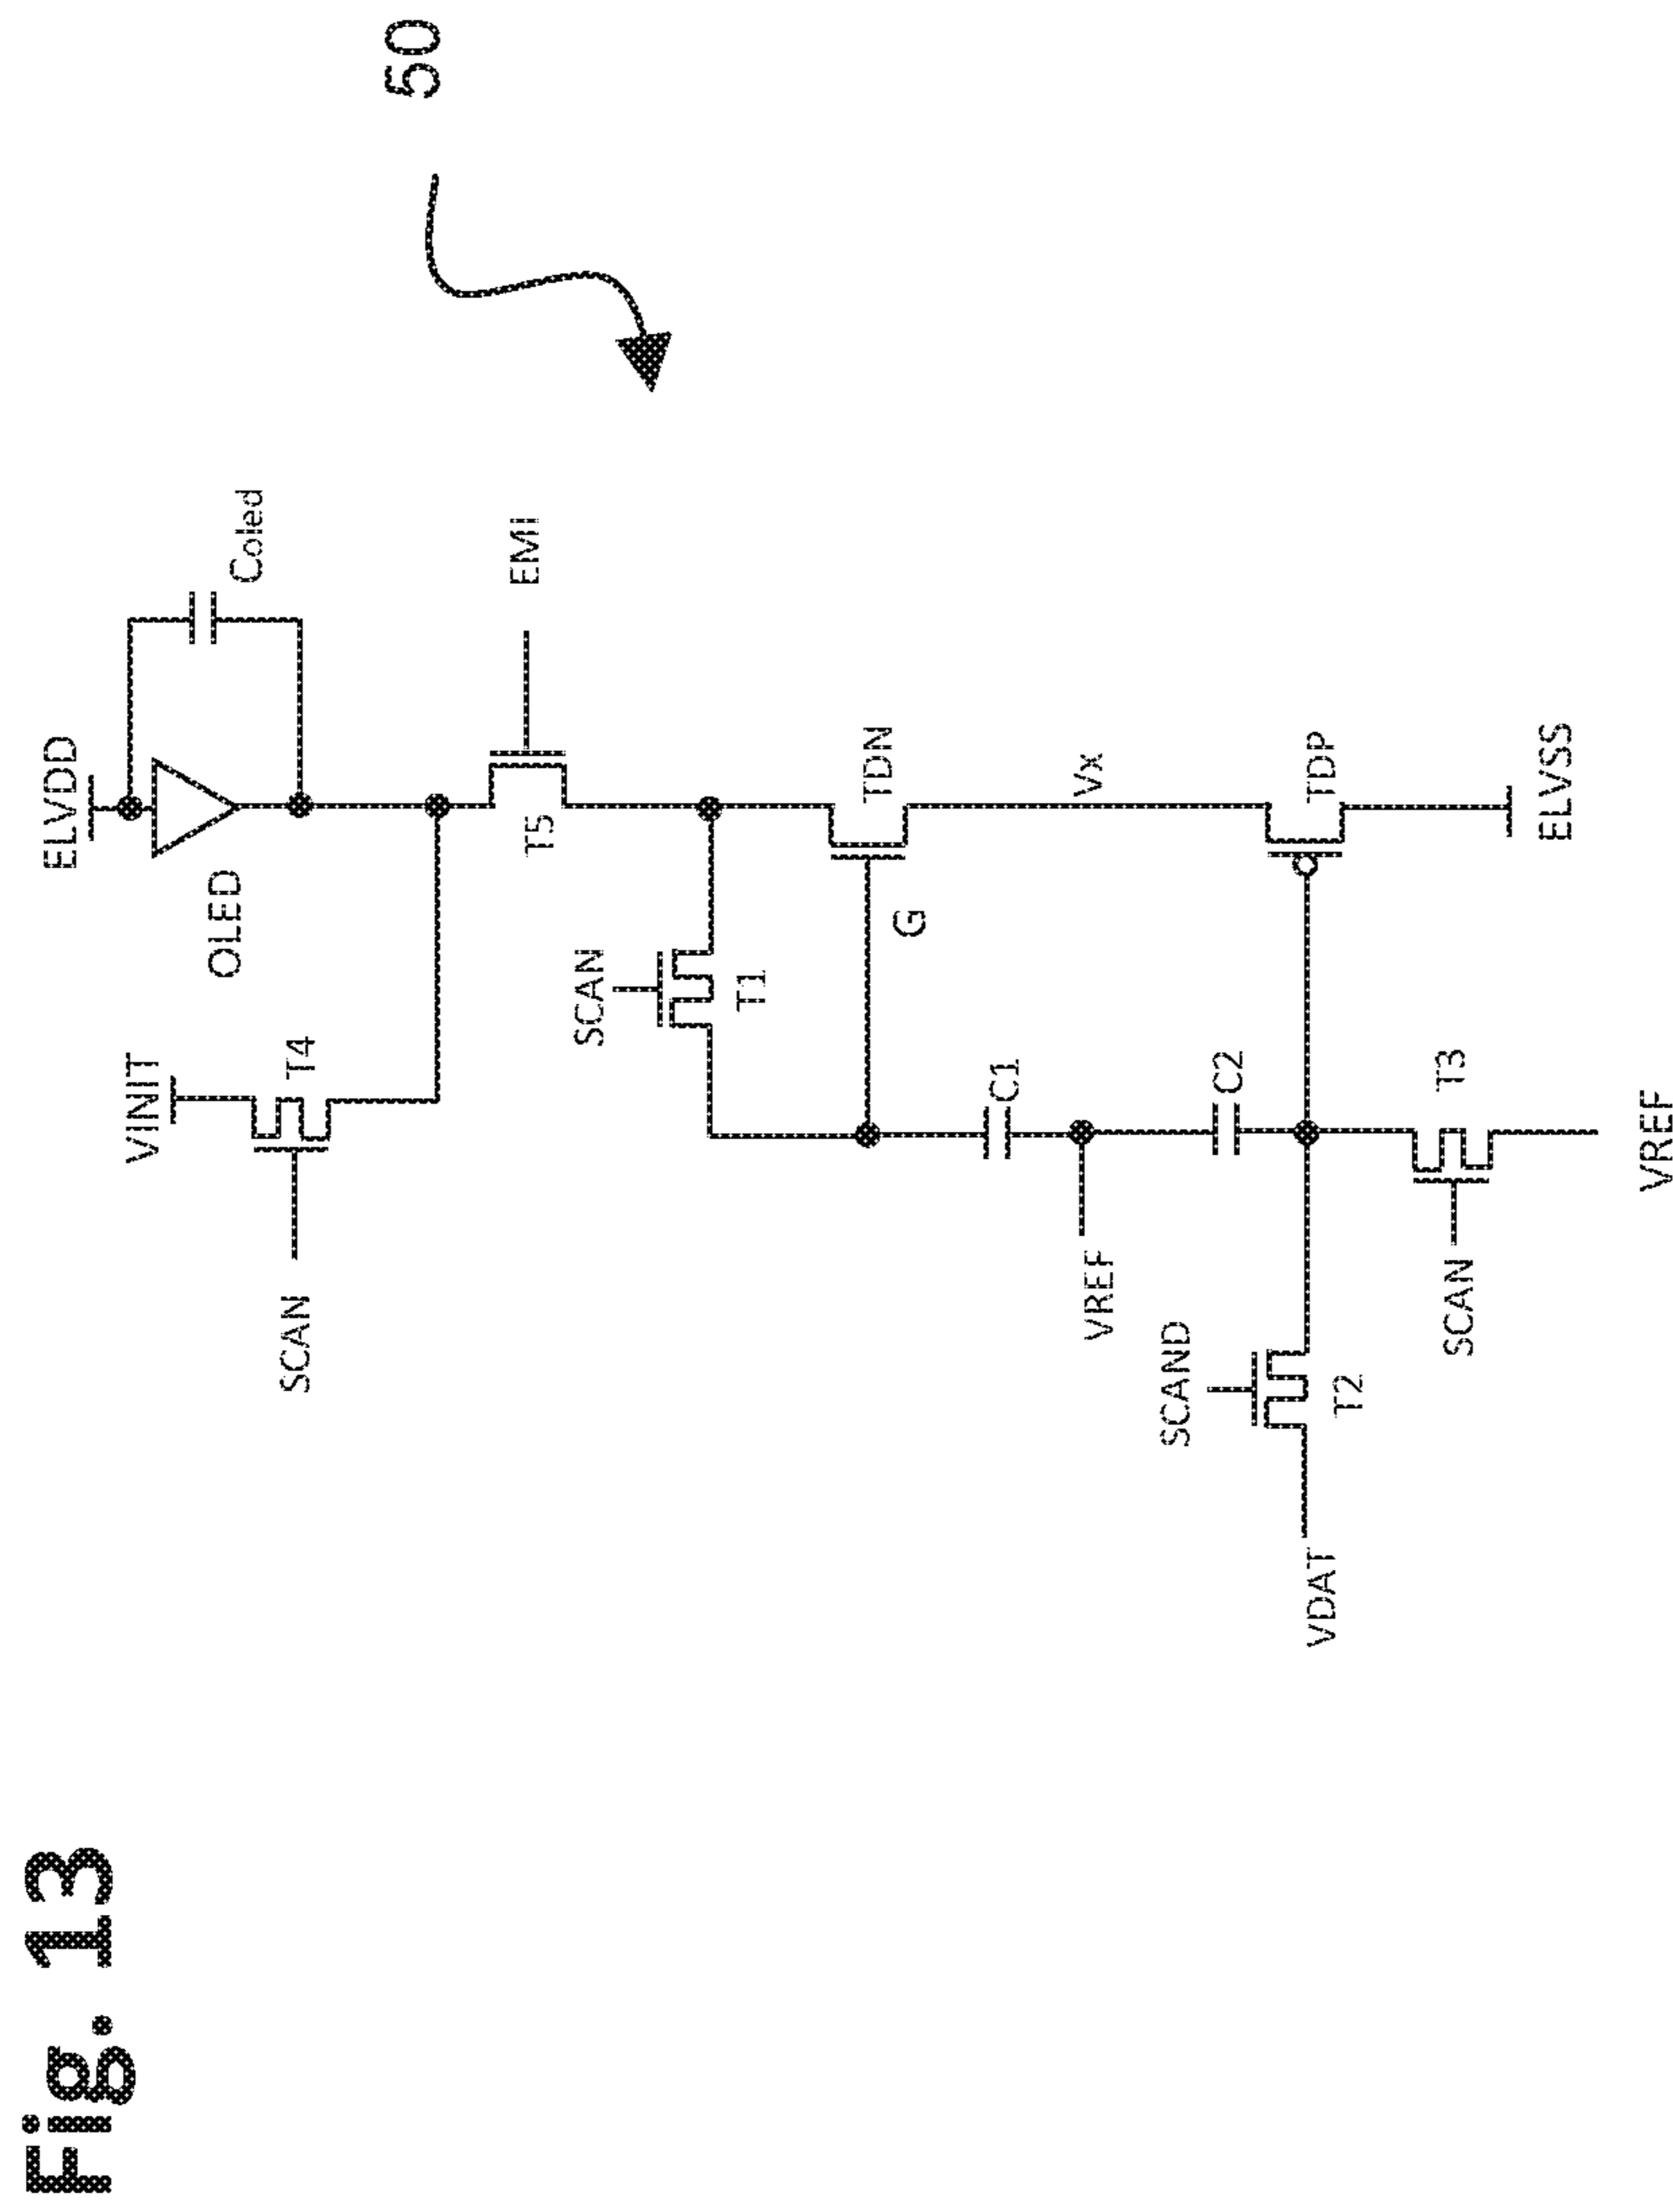 Fig. 13
50
ELVDD
Coled
OLED
VINIT
T4
SCAN
EMI
T5
SCAN
T1
TDN
G
C1
Vx
VREF
C2
TDP
SCAND
T2
VDAT
T3
SCAN
ELVSS
VREF